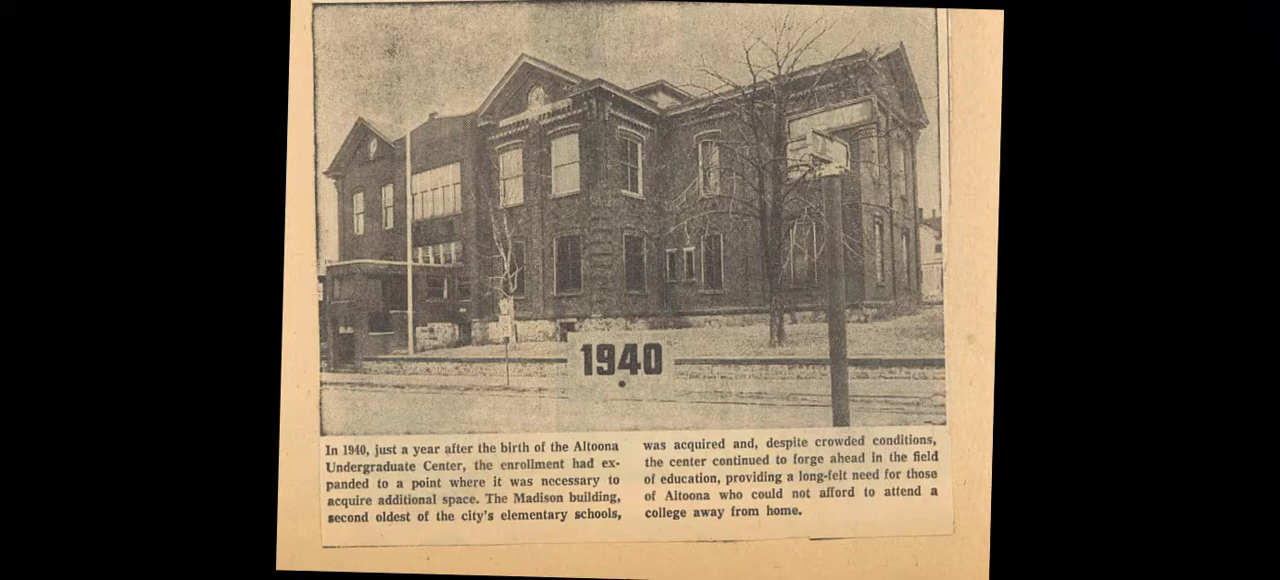 1940
In 1940, just a year after the birth of the Altoona
Undergraduate Center, the enrollment had ex-
panded to a point where it was necessary to
acquire additional space. The Madison building,
second oldest of the city's elementary schools,
was acquired and, despite crowded conditions,
the center continued to forge ahead in the field
of education, providing a long-felt need for those
of Altoona who could not afford to attend a
college away from home.